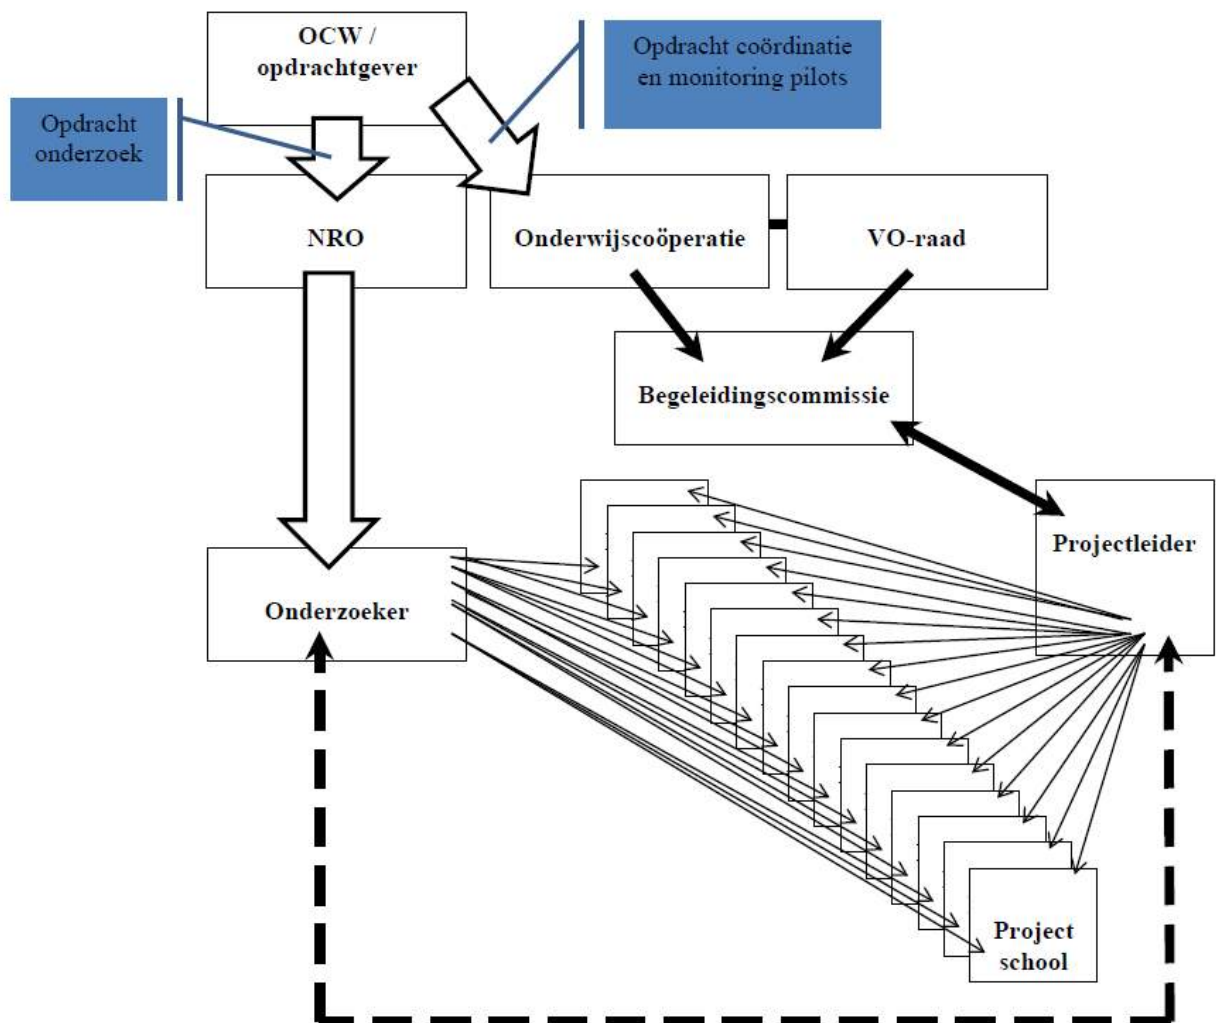 OCW /
opdrachtgever
Opdracht coördinatie
en monitoring pilots
Opdracht
onderzoek
NRO
Onderwijscoöperatie
VO-raad
Begeleidingscommissie
Projectleider
Onderzoeker
Project
school